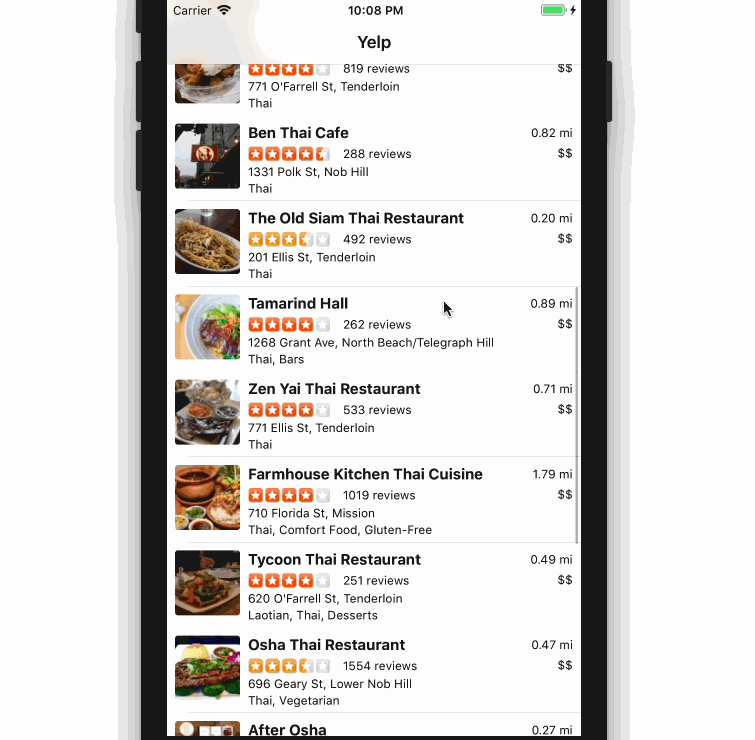 Carrier 10:08 PM
Yelp
819 reviews $$
771 O'Farrell St, Tenderloin
Thai
Ben Thai Cafe 0.82 mi
288 reviews $$
1331 Polk St, Nob Hill
Thai
The Old Siam Thai Restaurant 0.20 mi
492 reviews $$
201 Ellis St, Tenderloin
Thai
Tamarind Hall 0.89 mi
262 reviews $$
1268 Grant Ave, North Beach/Telegraph Hill
Thai, Bars
Zen Yai Thai Restaurant 0.71 mi
533 reviews $$
771 Ellis St, Tenderloin
Thai
Farmhouse Kitchen Thai Cuisine 1.79 mi
1019 reviews $$
710 Florida St, Mission
Thai, Comfort Food, Gluten-Free
Tycoon Thai Restaurant 0.49 mi
251 reviews $$
620 O'Farrell St, Tenderloin
Laotian, Thai, Desserts
Osha Thai Restaurant 0.47 mi
1554 reviews $$
696 Geary St, Lower Nob Hill
Thai, Vegetarian
After Osha 0.27 mi